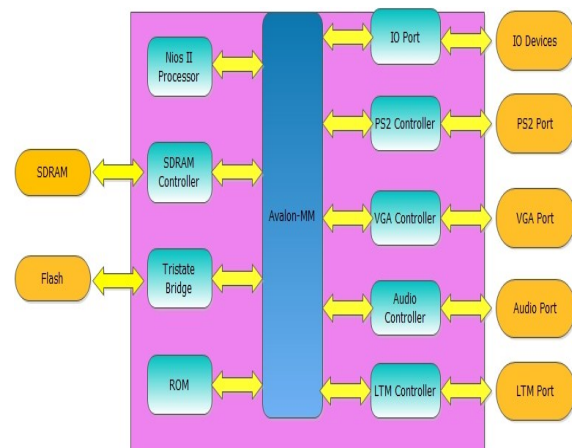 Nios II
Processor
SDRAM
SDRAM
Controller
Flash
Tristate
Bridge
ROM
Avalon-MM
IO Port
IO Devices
PS2 Controller
PS2 Port
VGA Controller
VGA Port
Audio
Controller
Audio Port
LTM Controller
LTM Port